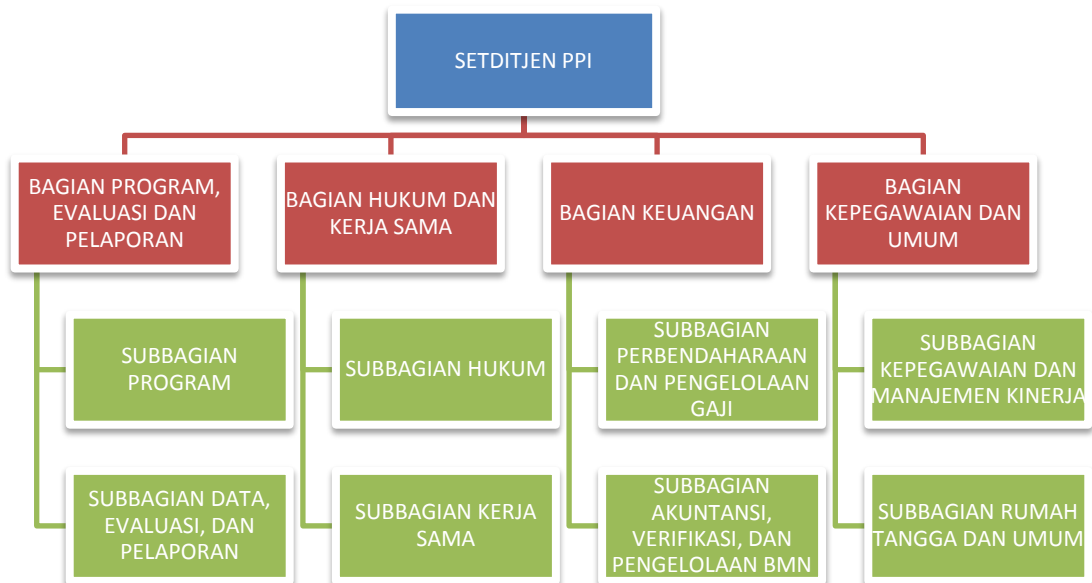 SETDITJEN PPI
BAGIAN PROGRAM,
EVALUASI DAN
PELAPORAN
BAGIAN HUKUM DAN
KERJA SAMA
BAGIAN KEUANGAN
BAGIAN
KEPEGAWAIAN DAN
UMUM
SUBBAGIAN
PROGRAM
SUBBAGIAN HUKUM
SUBBAGIAN
PERBENDAHARAAN
DAN PENGELOLAAN
GAJI
SUBBAGIAN
KEPEGAWAIAN DAN
MANAJEMEN KINERJA
SUBBAGIAN DATA,
EVALUASI, DAN
PELAPORAN
SUBBAGIAN KERJA
SAMA
SUBBAGIAN
AKUNTANSI,
VERIFIKASI, DAN
PENGELOLAAN BMN
SUBBAGIAN RUMAH
TANGGA DAN UMUM